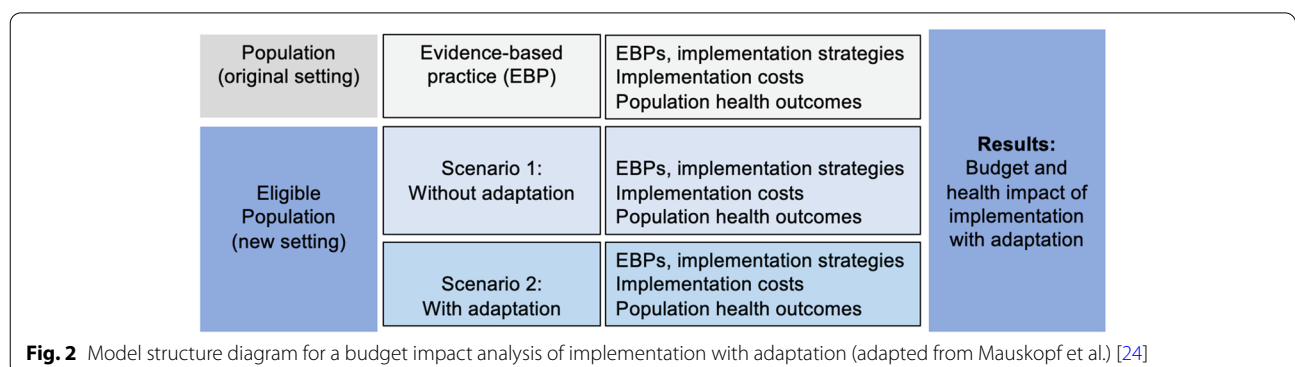 Population
(original setting)
Evidence-based
practice (EBP)
EBPs, implementation strategies
Implementation costs
Population health outcomes
Eligible
Population
(new setting)
Scenario 1:
Without adaptation
EBPs, implementation strategies
Implementation costs
Population health outcomes
Scenario 2:
With adaptation
EBPs, implementation strategies
Implementation costs
Population health outcomes
Results:
Budget and
health impact of
implementation
with adaptation
Fig. 2 Model structure diagram for a budget impact analysis of implementation with adaptation (adapted from Mauskopf et al.) [24]